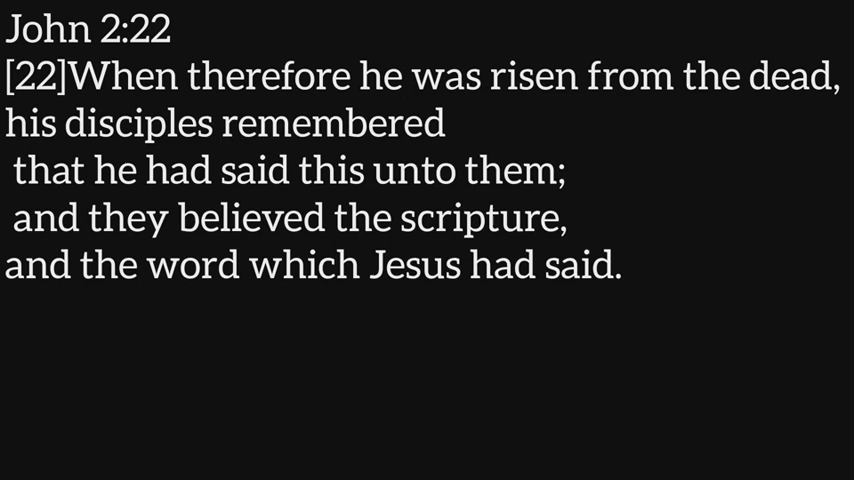 John 2:22
[22]When therefore he was risen from the dead,
his disciples remembered
that he had said this unto them;
and they believed the scripture,
and the word which Jesus had said.